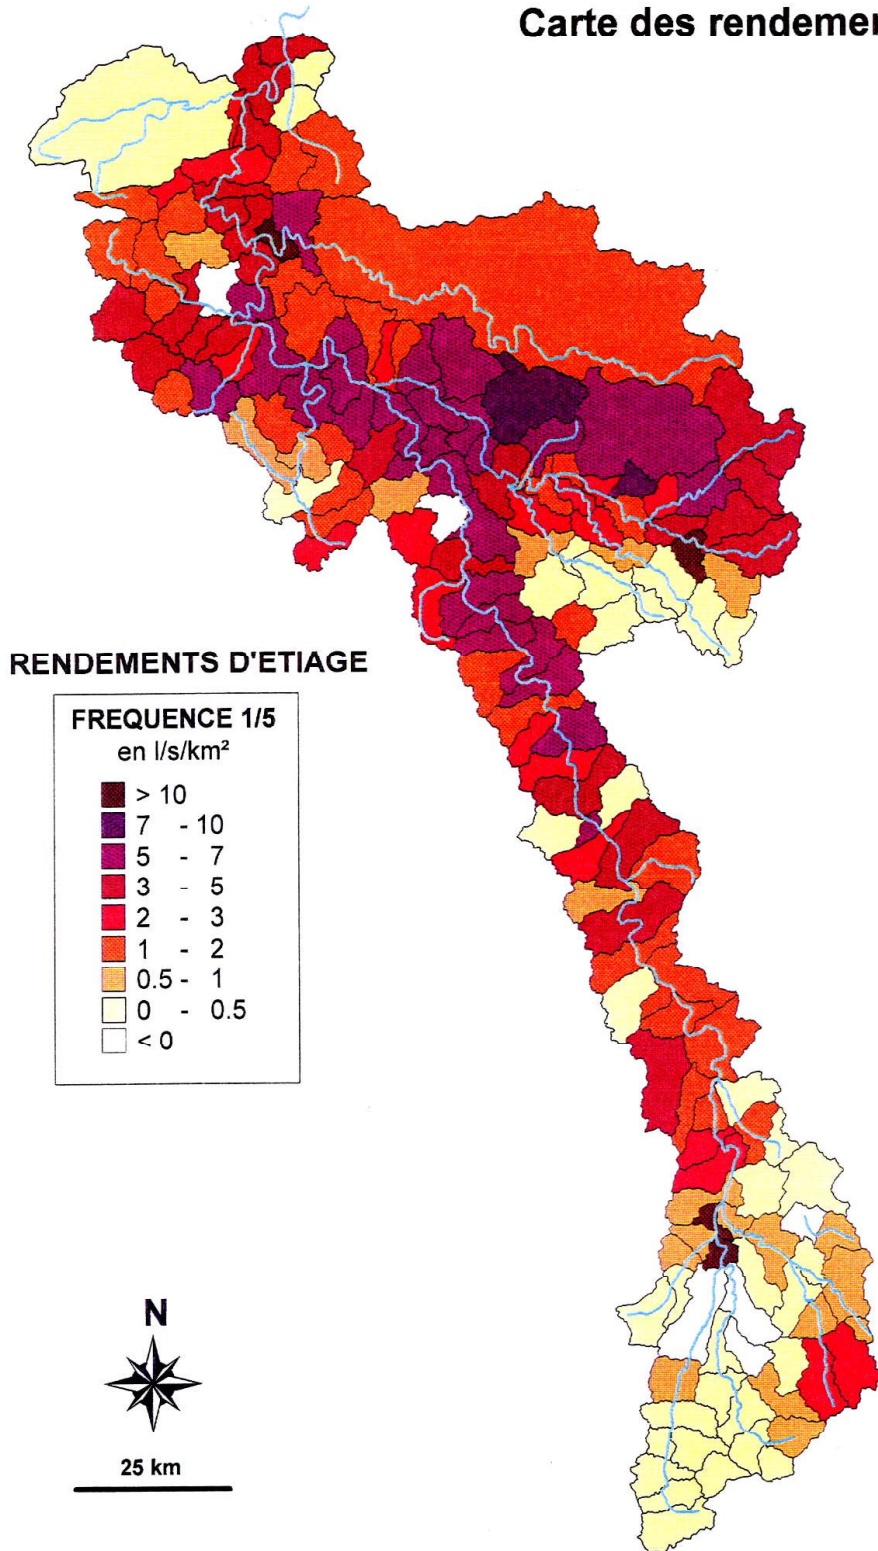 Carte des rendemen
RENDEMENTS D'ETIAGE
FREQUENCE 1/5
en l/s/km²
> 10
7 - 10
5 - 7
3 - 5
2 - 3
1 - 2
0.5 - 1
0 - 0.5
< 0
N
25 km